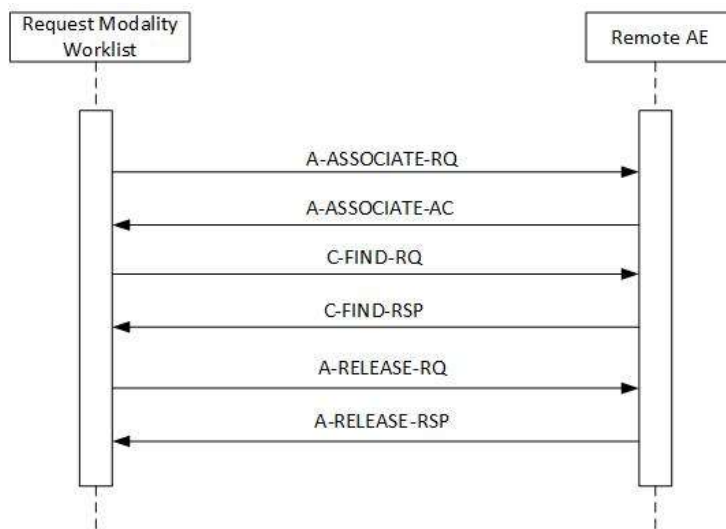 Request Modality
Worklist
Remote AE
A-ASSOCIATE-RQ
A-ASSOCIATE-AC
C-FIND-RQ
C-FIND-RSP
A-RELEASE-RQ
A-RELEASE-RSP